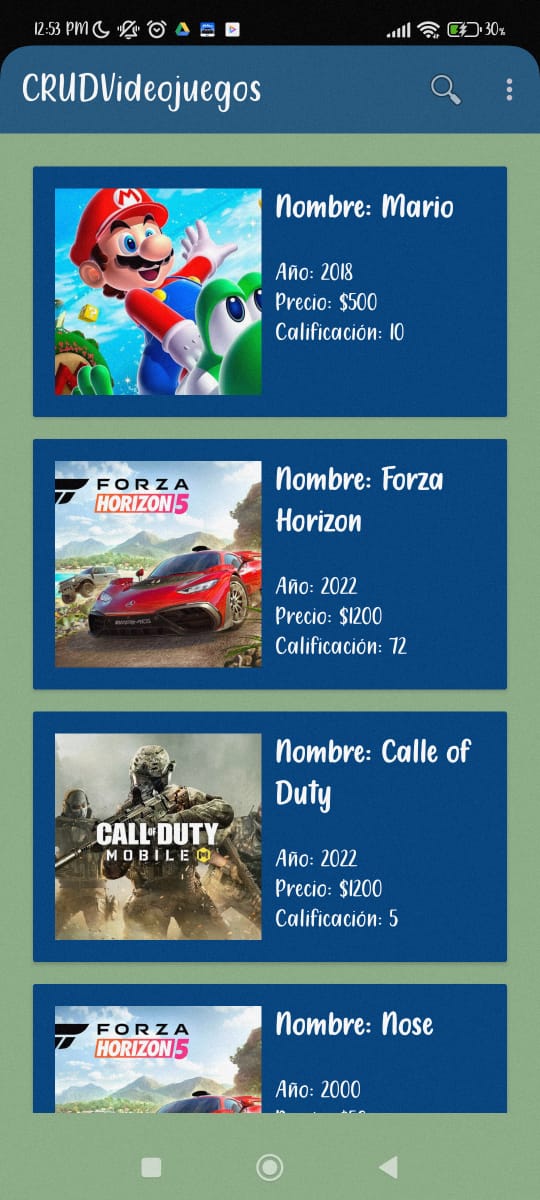 12:53 PM
30%
CRUDVideojuegos
Nombre: Mario
Año: 2018
Precio: $500
Calificación: 10
FORZA
HORIZON 5
Nombre: Forza
Horizon
Año: 2022
Precio: $1200
Calificación: 72
CALL OF DUTY
MOBILE
Nombre: Calle of
Duty
Año: 2022
Precio: $1200
Calificación: 5
FORZA
HORIZON 5
Nombre: Nose
Año: 2000